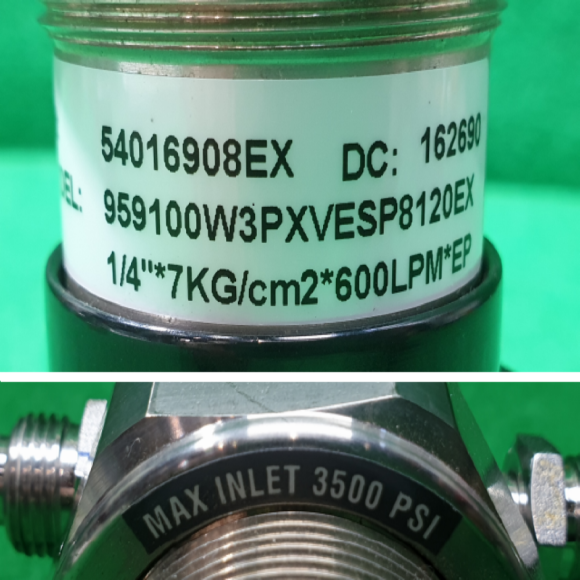 54016908EX DC: 162690
959100W3PXVESP8120EX
1/4"*7KG/cm2*600LPM*EP
MAX INLET 3500 PSI